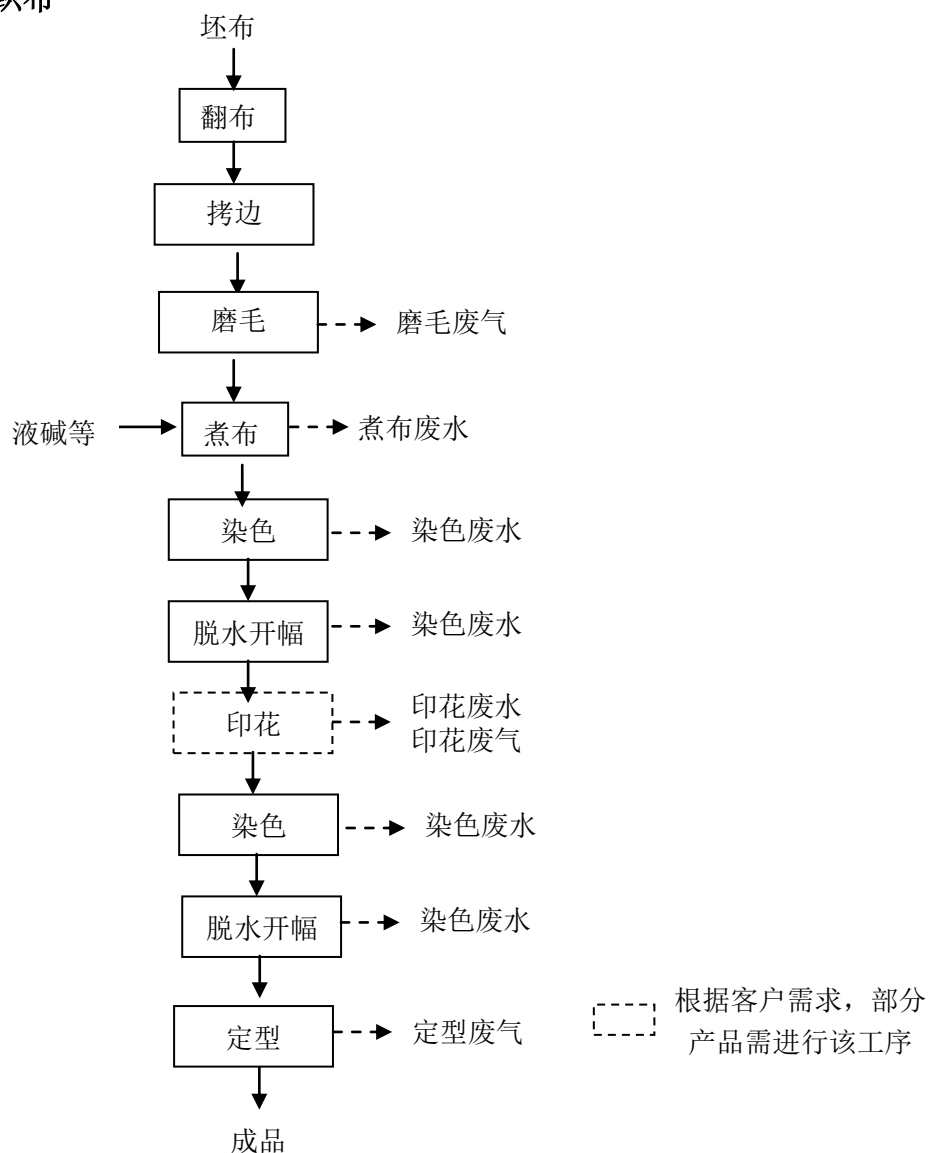 坯布
翻布
拷边
磨毛
磨毛废气
液碱等
煮布
煮布废水
染色
染色废水
脱水开幅
染色废水
印花
印花废水
印花废气
染色
染色废水
脱水开幅
染色废水
定型
定型废气
根据客户需求，部分
产品需进行该工序
成品